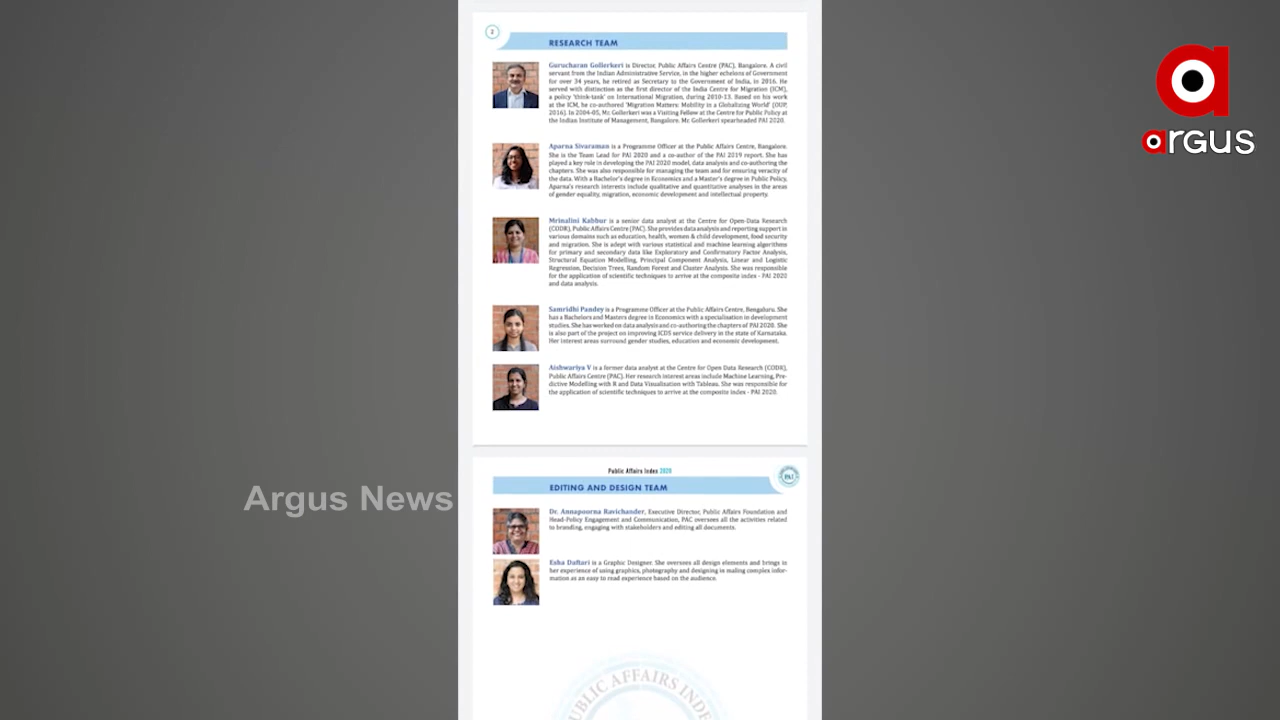 2
RESEARCH TEAM
Gurucharan Gollerkeri is Director, Public Affairs Centre (PAC), Bangalore. A civil
servant from the Indian Administrative Service, in the higher echelons of Government
for over 34 years, he retired as Secretary to the Government of India, in 2016. He
served with distinction as the first director of the India Centre for Migration (ICM),
a policy 'think-tank' on International Migration, during 2010-13. Based on his work
at the ICM, he co-authored 'Migration Matters: Mobility in a Globalizing World' (OUP,
2016). In 2004-05, Mr. Gollerkeri was a Visiting Fellow at the Centre for Public Policy at
the Indian Institute of Management, Bangalore. Mr. Gollerkeri spearheaded PAI 2020.
Aparna Sivaraman is a Programme Officer at the Public Affairs Centre, Bangalore.
She is the Team Lead for PAI 2020 and a co-author of the PAI 2019 report. She has
played a key role in developing the PAI 2020 model, data analysis and co-authoring the
chapters. She was also responsible for managing the team and for ensuring veracity of
the data. With a Bachelor's degree in Economics and a Master's degree in Public Policy,
Aparna's research interests include qualitative and quantitative analyses in the areas
of gender equality, migration, economic development and intellectual property.
Mrinalini Kabbur is a senior data analyst at the Centre for Open-Data Research
(CODR), Public Affairs Centre (PAC). She provides data analysis and reporting support in
various domains such as education, health, women & child development, food security
and migration. She is adept with various statistical and machine learning algorithms
for primary and secondary data like Exploratory and Confirmatory Factor Analysis,
Structural Equation Modelling, Principal Component Analysis, Linear and Logistic
Regression, Decision Trees, Random Forest and Cluster Analysis. She was responsible
for the application of scientific techniques to arrive at the composite index - PAI 2020
and data analysis.
Samridhi Pandey is a Programme Officer at the Public Affairs Centre, Bengaluru. She
has a Bachelors and Masters degree in Economics with a specialisation in development
studies. She has worked on data analysis and co-authoring the chapters of PAI 2020. She
is also part of the project on improving ICDS service delivery in the state of Karnataka.
Her interest areas surround gender studies, education and economic development.
Aishwariya V is a former data analyst at the Centre for Open Data Research (CODR),
Public Affairs Centre (PAC). Her research interest areas include Machine Learning, Pre-
dictive Modelling with R and Data Visualization with Tableau. She was responsible for
the application of scientific techniques to arrive at the composite index - PAI 2020.
Public Affairs Index 2020
PAI
EDITING AND DESIGN TEAM
Dr. Annapoorna Ravichander, Executive Director, Public Affairs Foundation and
Head-Policy Engagement and Communication, PAC oversees all the activities related
to branding, engaging with stakeholders and editing all documents.
Esha Daftari is a Graphic Designer. She oversees all design elements and brings in
her experience of using graphics, photography and designing in making complex infor-
mation as an easy to read experience based on the audience.
PUBLIC AFFAIRS INDEX
Argus News
argus